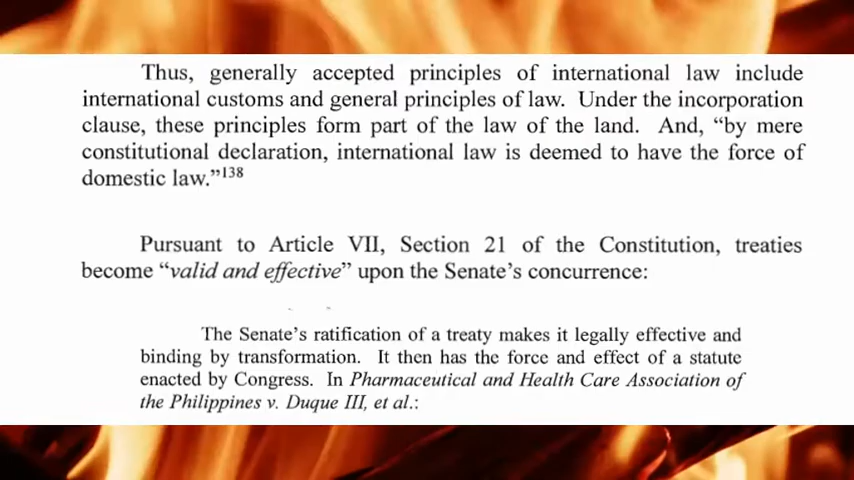 Thus, generally accepted principles of international law include
international customs and general principles of law. Under the incorporation
clause, these principles form part of the law of the land. And, “by mere
constitutional declaration, international law is deemed to have the force of
domestic law.”138
Pursuant to Article VII, Section 21 of the Constitution, treaties
become “valid and effective” upon the Senate’s concurrence:
The Senate’s ratification of a treaty makes it legally effective and
binding by transformation. It then has the force and effect of a statute
enacted by Congress. In Pharmaceutical and Health Care Association of
the Philippines v. Duque III, et al.: